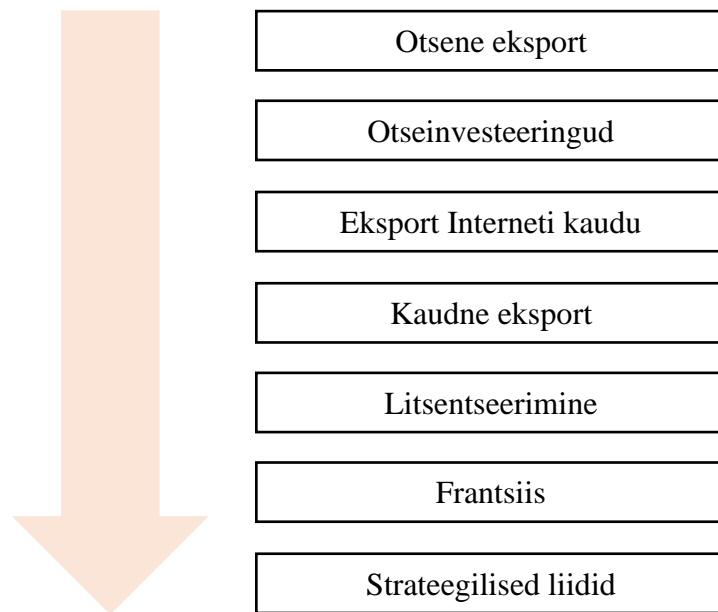 Otsene eksport
Otseinvesteeringud
Eksport Interneti kaudu
Kaudne eksport
Litsentseerimine
Frantsiis
Strateegilised liidid